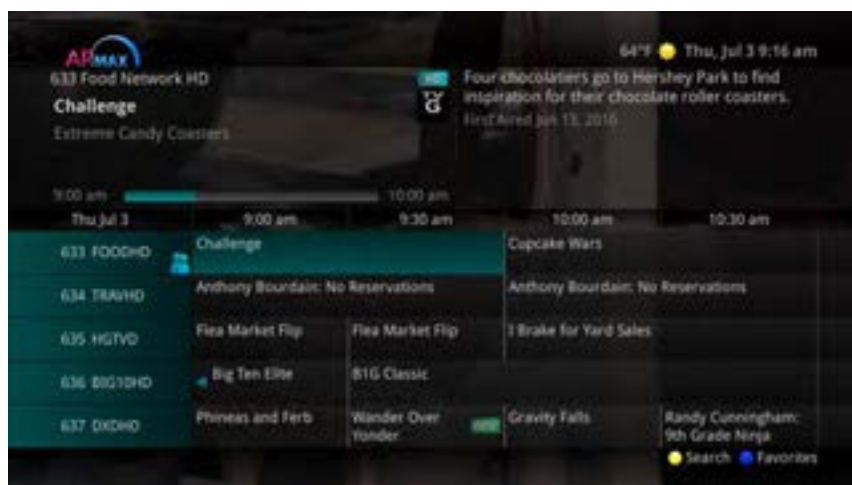 APMAX
64°F Thu, Jul 3 9:16 am
633 Food Network HD
HD
Four chocolatiers go to Hershey Park to find
Challenge
TV G
inspiration for their chocolate roller coasters.
Extreme Candy Coasters
First Aired Jun 13, 2010
9:00 am 10:00 am
Thu Jul 3 9:00 am 9:30 am 10:00 am 10:30 am
633 FOODHD Challenge Cupcake Wars
634 TRAVHD Anthony Bourdain: No Reservations Anthony Bourdain: No Reservations
635 HGTVD Flea Market Flip Flea Market Flip I Brake for Yard Sales
636 BIG10HD Big Ten Elite B1G Classic
637 DXDHD Phineas and Ferb Wander Over Yonder new Gravity Falls Randy Cunningham: 9th Grade Ninja
Search Favorites